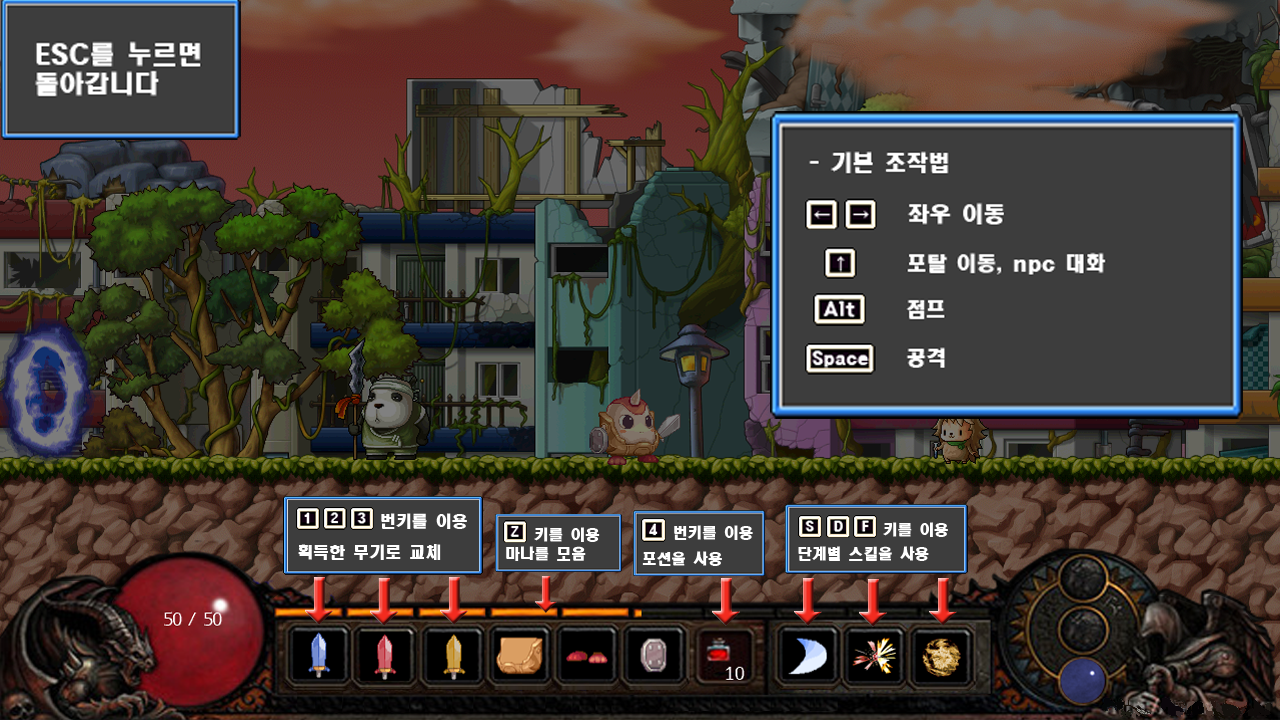 ESC를 누르면
돌아갑니다
- 기본 조작법
← → 좌우 이동
↑ 포탈 이동, npc 대화
Alt 점프
Space 공격
1 2 3 번키를 이용
획득한 무기로 교체
Z 키를 이용
마나를 모음
4 번키를 이용
포션을 사용
S D F 키를 이용
단계별 스킬을 사용
50 / 50
10